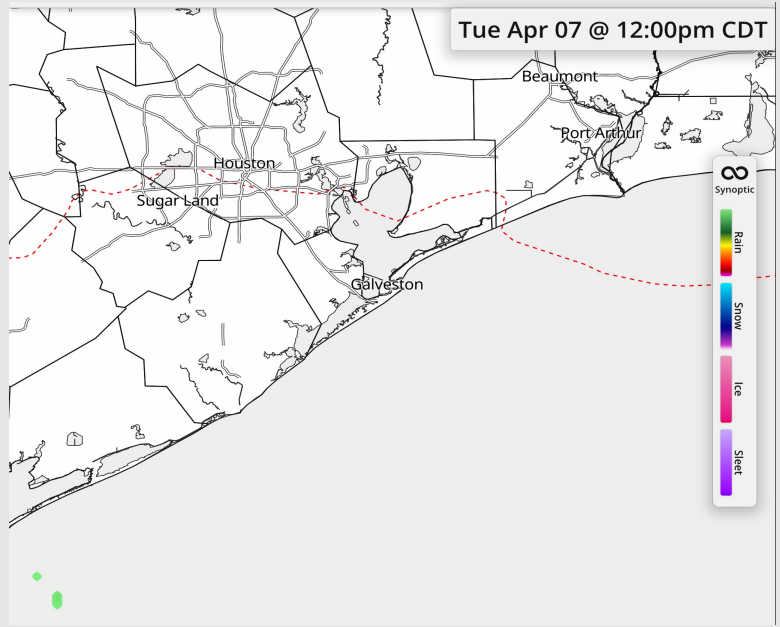 Tue Apr 07 @ 12:00pm CDT
Beaumont
Port Arthur
Houston
Sugar Land
Galveston
Synoptic
Rain
Snow
Ice
Sleet